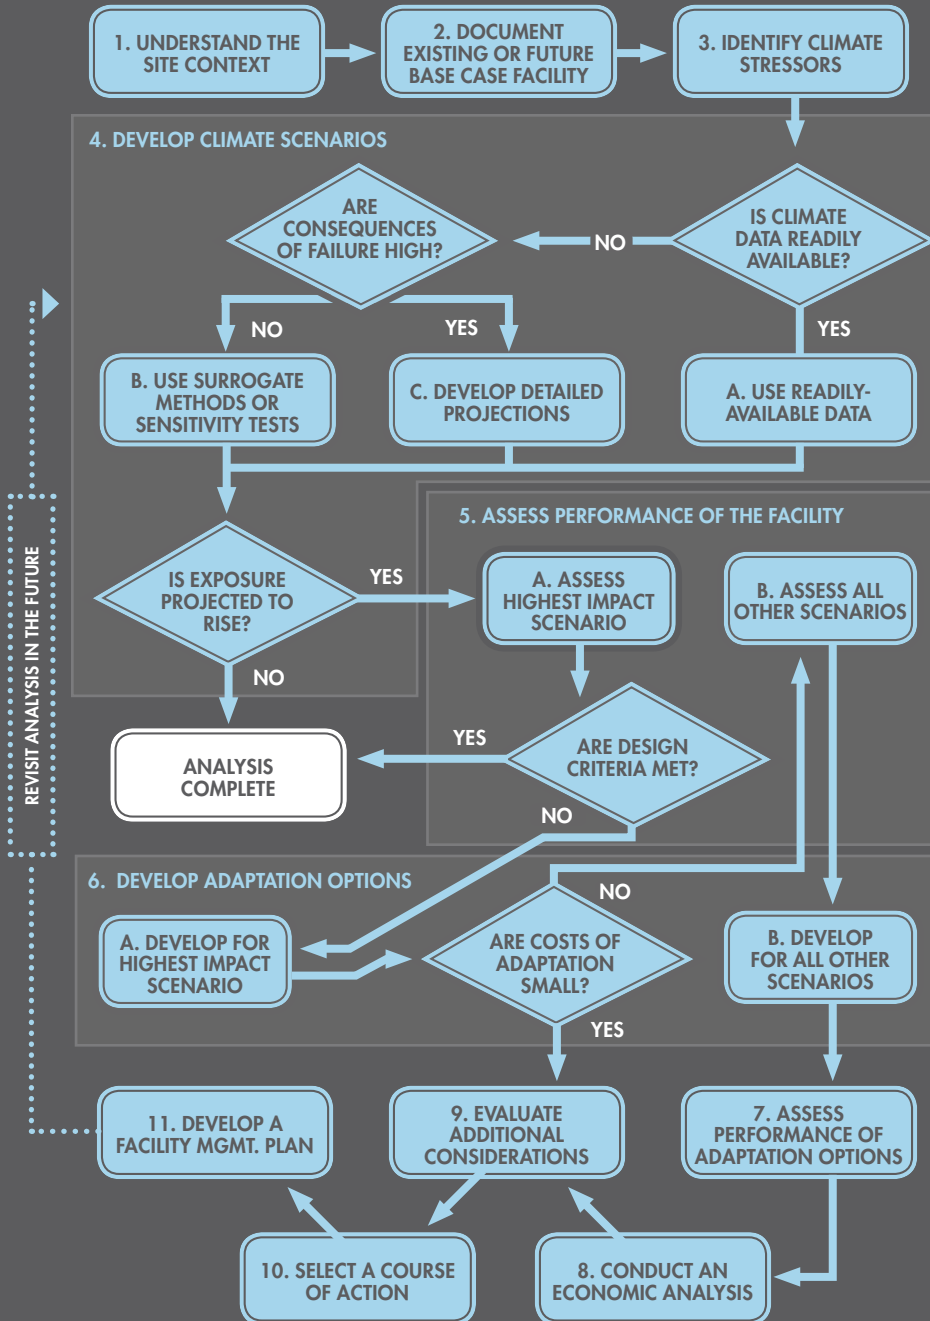 1. UNDERSTAND THE
SITE CONTEXT
2. DOCUMENT
EXISTING OR FUTURE
BASE CASE FACILITY
3. IDENTIFY CLIMATE
STRESSORS
4. DEVELOP CLIMATE SCENARIOS
ARE
CONSEQUENCES
OF FAILURE HIGH?
NO
IS CLIMATE
DATA READILY
AVAILABLE?
NO
YES
YES
B. USE SURROGATE
METHODS OR
SENSITIVITY TESTS
C. DEVELOP DETAILED
PROJECTIONS
A. USE READILY-
AVAILABLE DATA
REVISIT ANALYSIS IN THE FUTURE
5. ASSESS PERFORMANCE OF THE FACILITY
IS EXPOSURE
PROJECTED TO
RISE?
YES
A. ASSESS
HIGHEST IMPACT
SCENARIO
B. ASSESS ALL
OTHER SCENARIOS
NO
ANALYSIS
COMPLETE
YES
ARE DESIGN
CRITERIA MET?
NO
6. DEVELOP ADAPTATION OPTIONS
NO
A. DEVELOP FOR
HIGHEST IMPACT
SCENARIO
ARE COSTS OF
ADAPTATION
SMALL?
B. DEVELOP
FOR ALL OTHER
SCENARIOS
YES
11. DEVELOP A
FACILITY MGMT. PLAN
9. EVALUATE
ADDITIONAL
CONSIDERATIONS
7. ASSESS
PERFORMANCE OF
ADAPTATION OPTIONS
10. SELECT A COURSE
OF ACTION
8. CONDUCT AN
ECONOMIC ANALYSIS